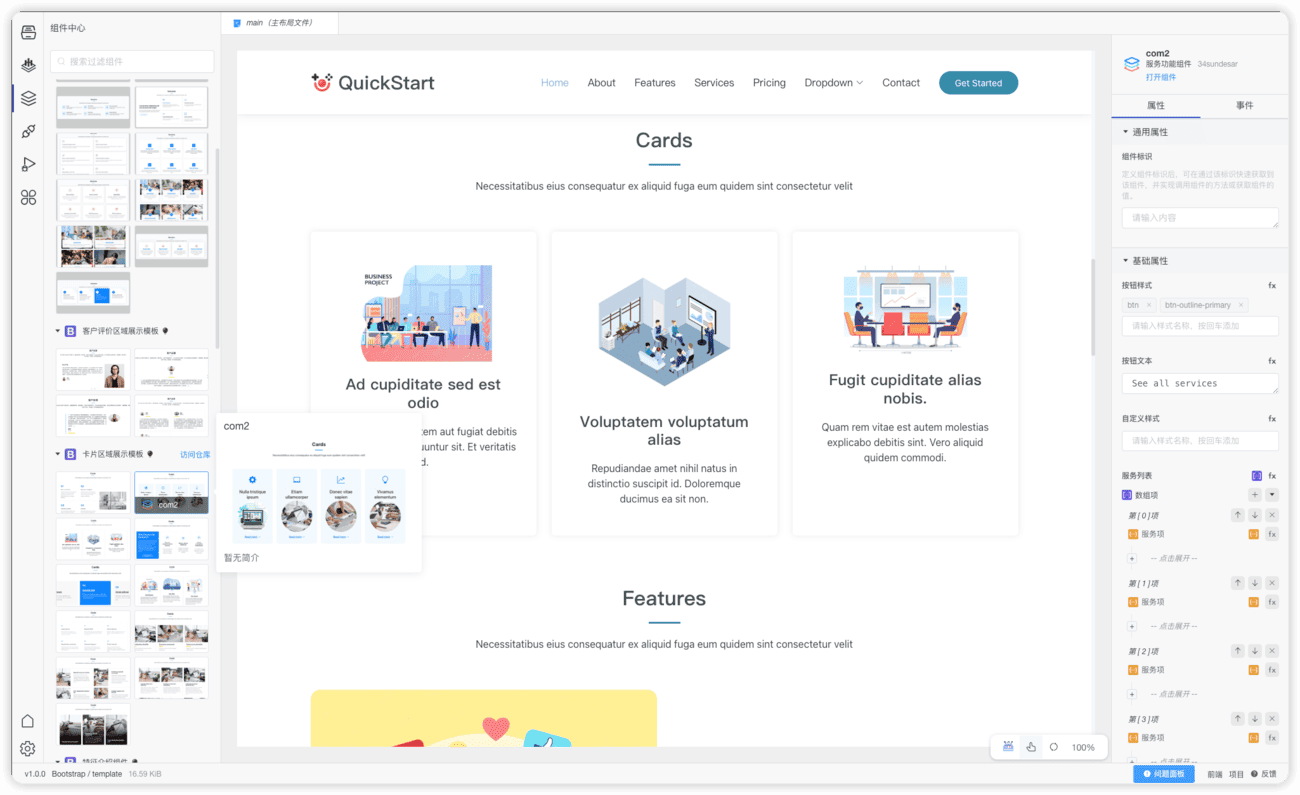 组件中心
main（主布局文件）
搜索过滤组件
客户评价区域展示模板
卡片区域展示模板
访问仓库
com2
特征介绍组件
v1.0.0 Bootstrap / template 16.59 KiB
QuickStart
Home
About
Features
Services
Pricing
Dropdown
Contact
Get Started
Cards
Necessitatibus eius consequatur ex aliquid fuga eum quidem sint consectetur velit
BUSINESS
PROJECT
Ad cupiditate sed est
odio
tem aut fugiat debitis
untur sit. Et veritatis
d.
Voluptatem voluptatum
alias
Repudiandae amet nihil natus in
distinctio suscipit id. Doloremque
ducimus ea sit non.
Fugit cupiditate alias
nobis.
Quam rem vitae est autem molestias
explicabo debitis sint. Vero aliquid
quidem commodi.
com2
Cards
Nulla tristique
ipsum
Etiam
ullamcorper
Donec vitae
sapien
Vivamus
elementum
暂无简介
Features
Necessitatibus eius consequatur ex aliquid fuga eum quidem sint consectetur velit
100%
com2
服务功能组件 34sundesar
打开组件
属性
事件
通用属性
组件标识
定义组件标识后，可在通过该标识快速获取到
该组件，并实现调用组件的方法或获取组件的
值。
请输入内容
基础属性
按钮样式 fx
btn × btn-outline-primary ×
请输入样式名称，按回车添加
按钮文本 fx
See all services
自定义样式 fx
请输入样式名称，按回车添加
服务列表 fx
数组项
第 [ 0 ] 项
服务项 fx
-- 点击展开 --
第 [ 1 ] 项
服务项 fx
-- 点击展开 --
第 [ 2 ] 项
服务项 fx
-- 点击展开 --
第 [ 3 ] 项
服务项 fx
-- 点击展开 --
问题面板
前端 项目 反馈